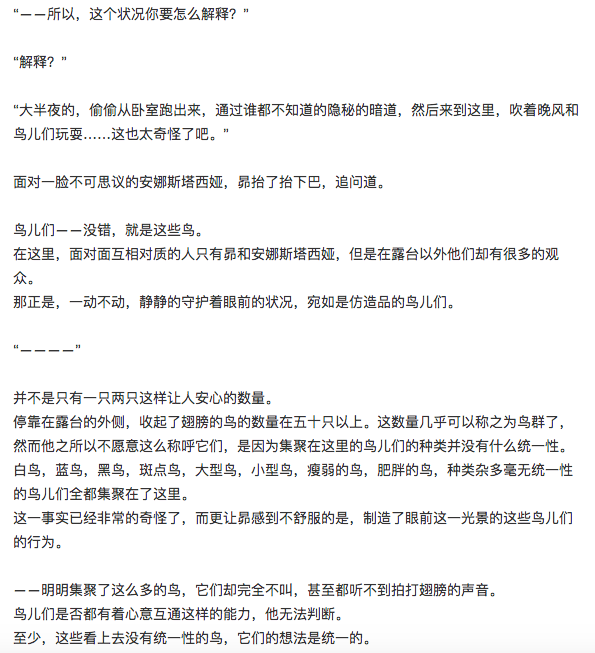 “——所以，这个状况你要怎么解释？”
“解释？”
“大半夜的，偷偷从卧室跑出来，通过谁都不知道的隐秘的暗道，然后来到这里，吹着晚风和
鸟儿们玩耍……这也太奇怪了吧。”
面对一脸不可思议的安娜斯塔西娅，昴抬了抬下巴，追问道。
鸟儿们——没错，就是这些鸟。
在这里，面对面互相对质的人只有昴和安娜斯塔西娅，但是在露台以外他们却有很多的观
众。
那正是，一动不动，静静的守护着眼前的状况，宛如是仿造品的鸟儿们。
“————”
并不是只有一只两只这样让人安心的数量。
停靠在露台的外侧，收起了翅膀的鸟的数量在五十只以上。这数量几乎可以称之为鸟群了，
然而他之所以不愿意这么称呼它们，是因为集聚在这里的鸟儿们的种类并没有什么统一性。
白鸟，蓝鸟，黑鸟，斑点鸟，大型鸟，小型鸟，瘦弱的鸟，肥胖的鸟，种类杂多毫无统一性
的鸟儿们全都集聚在了这里。
这一事实已经非常的奇怪了，而更让昴感到不舒服的是，制造了眼前这一光景的这些鸟儿们
的行为。
——明明集聚了这么多的鸟，它们却完全不叫，甚至都听不到拍打翅膀的声音。
鸟儿们是否都有着心意互通这样的能力，他无法判断。
至少，这些看上去没有统一性的鸟，它们的想法是统一的。